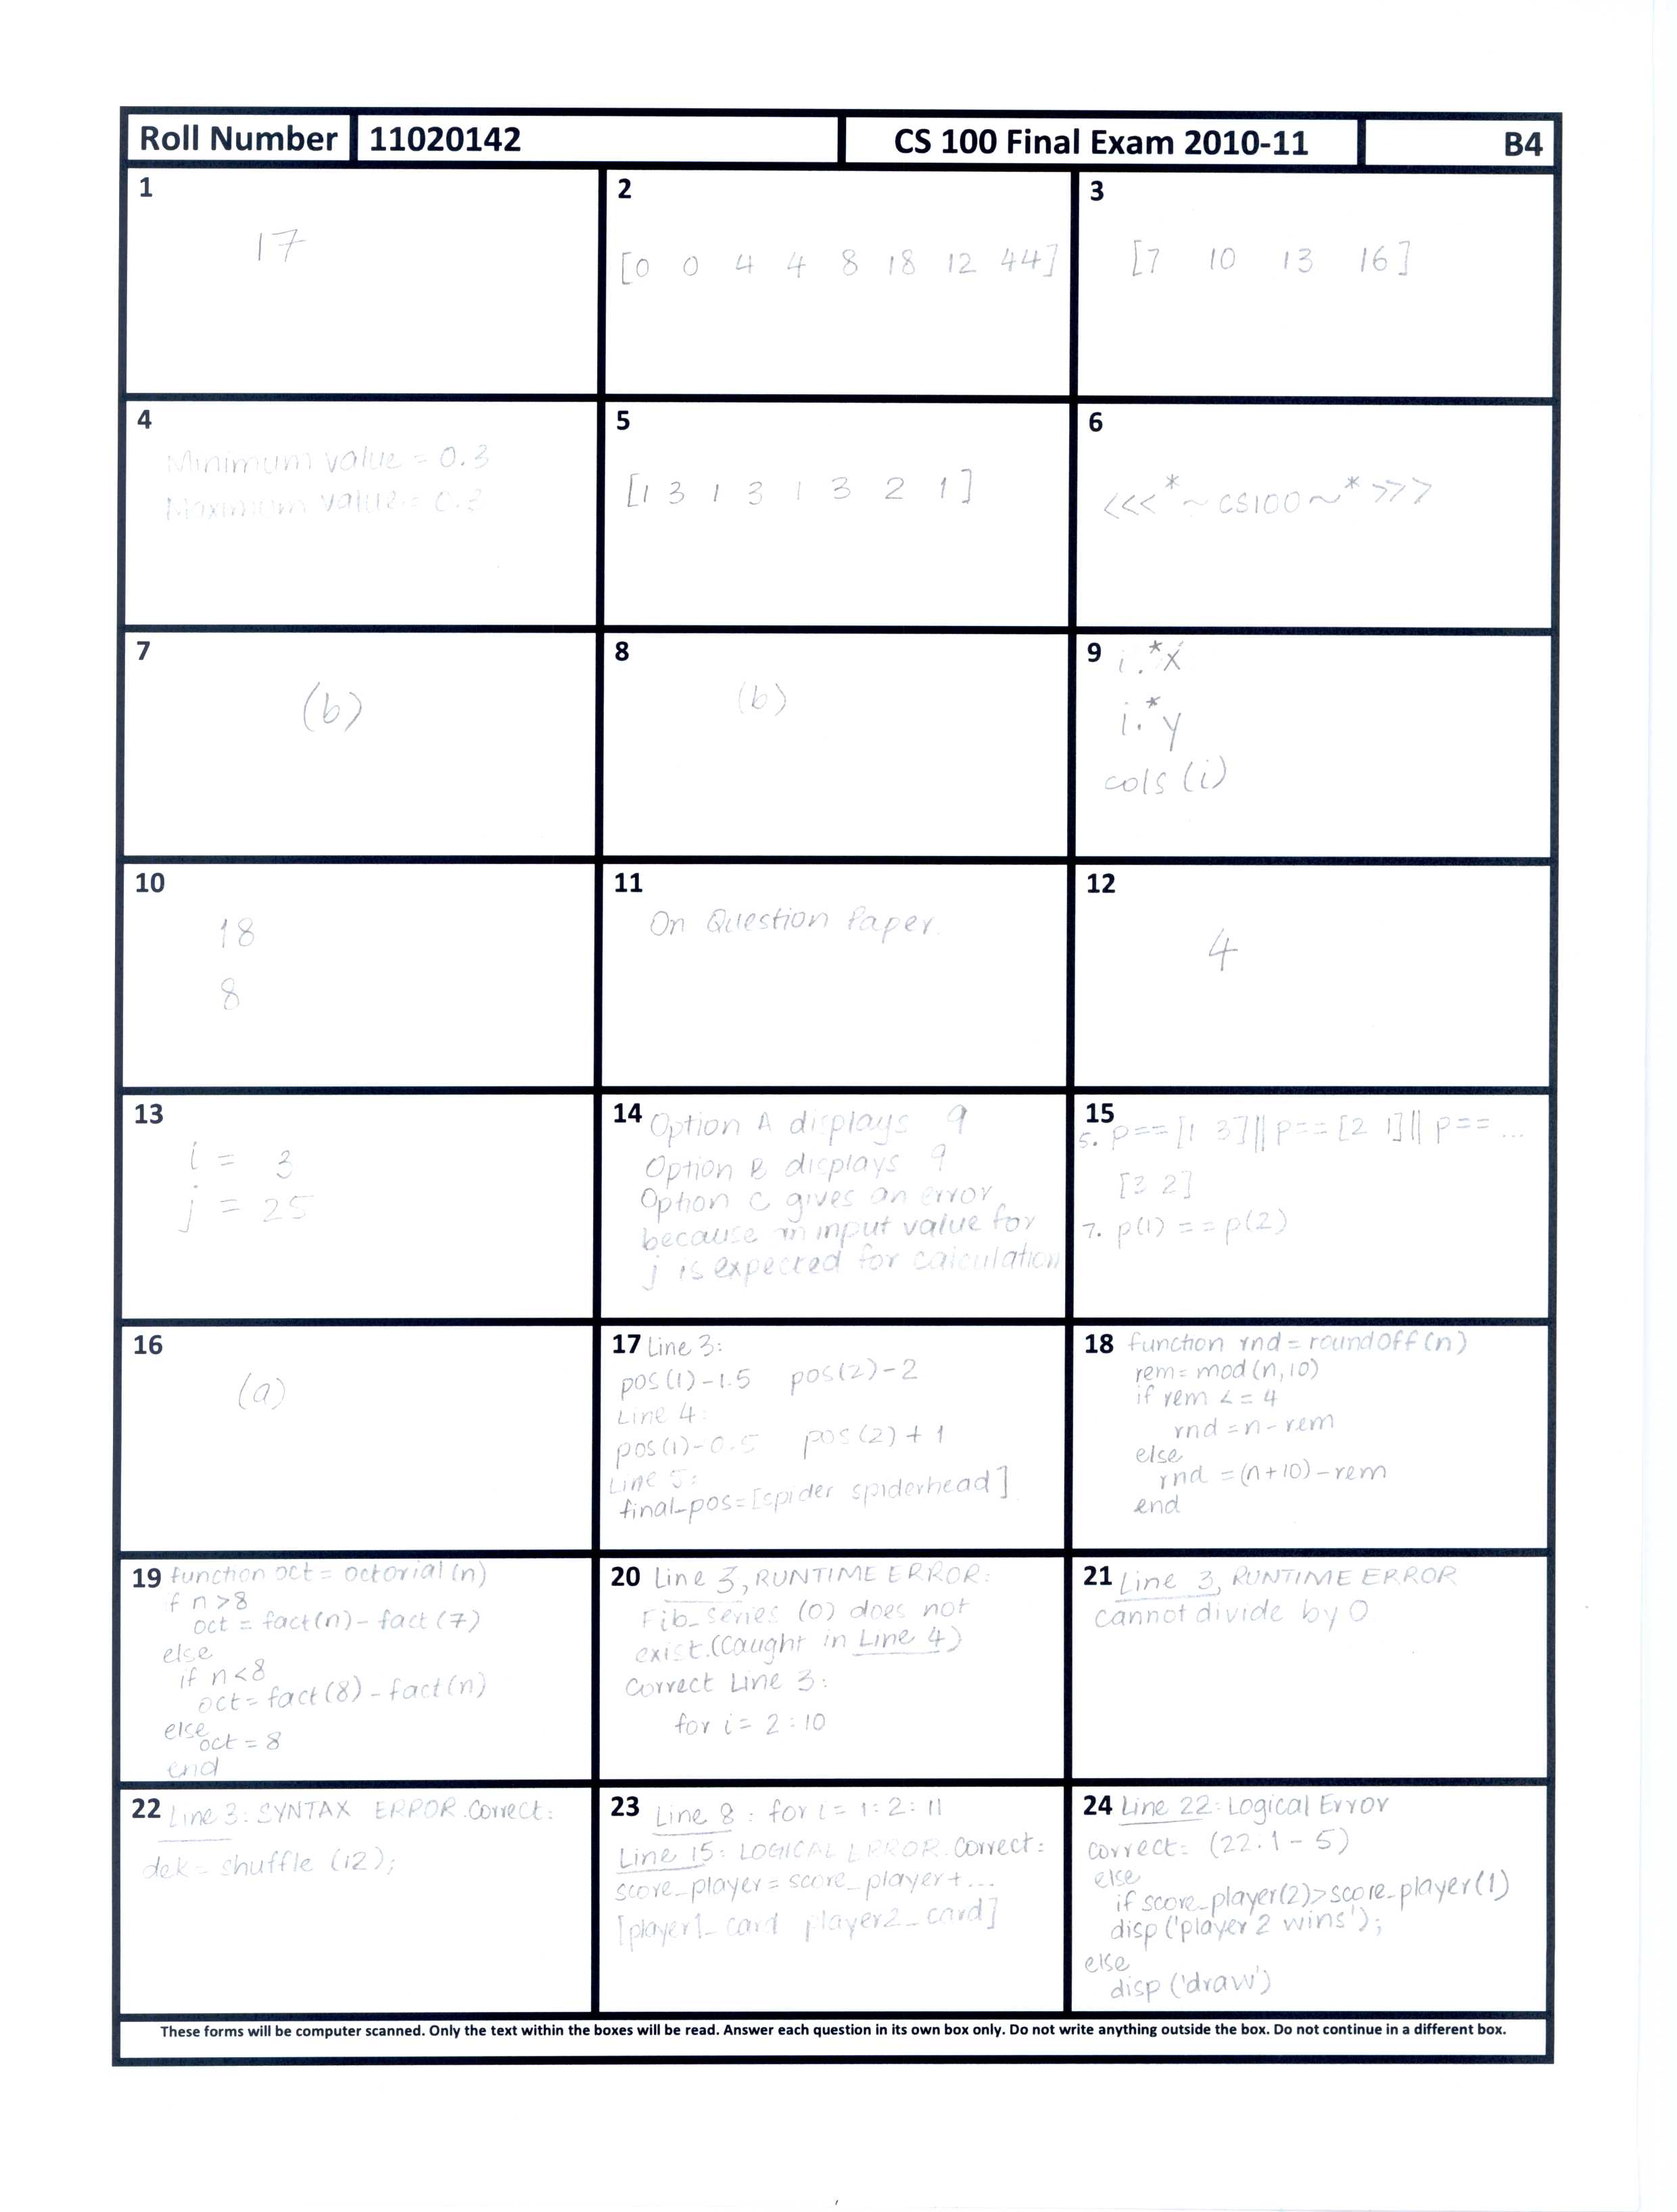 Roll Number 11020142 CS 100 Final Exam 2010-11 B4
1
17
2
[0 0 4 4 8 18 12 44]
3
[7 10 13 16]
4
Minimum value = 0.3
Maximum value = 0.3
5
[1 3 1 3 1 3 2 1]
6
<<<*~CS100~*>>>
7
(b)
8
(b)
9 i.*x
i.*y
cols (i)
10
18
8
11
On Question Paper.
12
4
13
i = 3
j = 25
14 Option A displays 9
Option B displays 9
Option C gives an error
because input value for
j is expected for calculation
15
5. p==[1 3]||p==[2 1]||p==...
[3 2]
7. p(1)==p(2)
16
(a)
17 Line 3:
pos(1)-1.5 pos(2)-2
Line 4:
pos(1)-0.5 pos(2)+1
Line 5:
final_pos=[spider spiderhead]
18 function rnd=roundoff(n)
rem=mod(n,10)
if rem <= 4
rnd=n-rem
else
rnd=(n+10)-rem
end
19 function oct= octorial(n)
f n>8
oct = fact(n)-fact(7)
else
if n<8
oct=fact(8)-fact(n)
else
oct=8
end
20 Line 3, RUNTIME ERROR:
Fib_series (0) does not
exist.(Caught in Line 4)
Correct Line 3:
for i= 2:10
21 Line 3, RUNTIME ERROR
cannot divide by 0
22 Line 3: SYNTAX ERROR.Correct:
dek= shuffle (12);
23 Line 8: for i= 1:2:11
Line 15: LOGICAL ERROR.Correct:
score_player=score_player+...
[player1_card player2_card]
24 Line 22: Logical Error
correct: (22.1-5)
else
if score_player(2)>score_player(1)
disp('player 2 wins');
else
disp ('draw')
These forms will be computer scanned. Only the text within the boxes will be read. Answer each question in its own box only. Do not write anything outside the box. Do not continue in a different box.